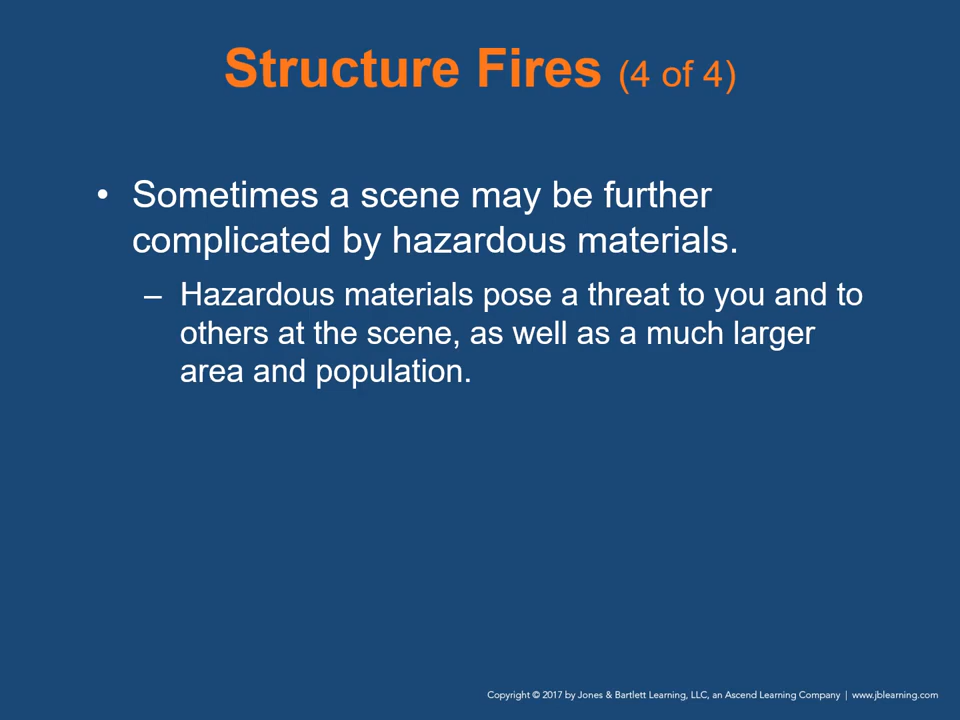 Structure Fires (4 of 4)
• Sometimes a scene may be further
complicated by hazardous materials.
– Hazardous materials pose a threat to you and to
others at the scene, as well as a much larger
area and population.
Copyright © 2017 by Jones & Bartlett Learning, LLC, an Ascend Learning Company | www.jblearning.com